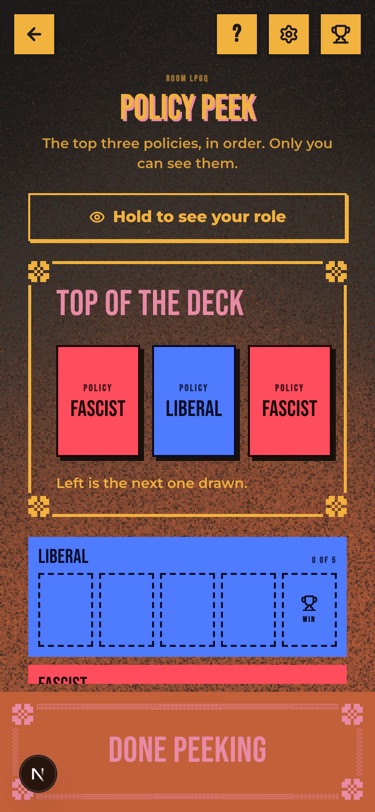 ?
ROOM LPGQ
POLICY PEEK
The top three policies, in order. Only you
can see them.
Hold to see your role
TOP OF THE DECK
POLICY
FASCIST
POLICY
LIBERAL
POLICY
FASCIST
Left is the next one drawn.
LIBERAL
0 OF 5
WIN
FASCIST
DONE PEEKING
N